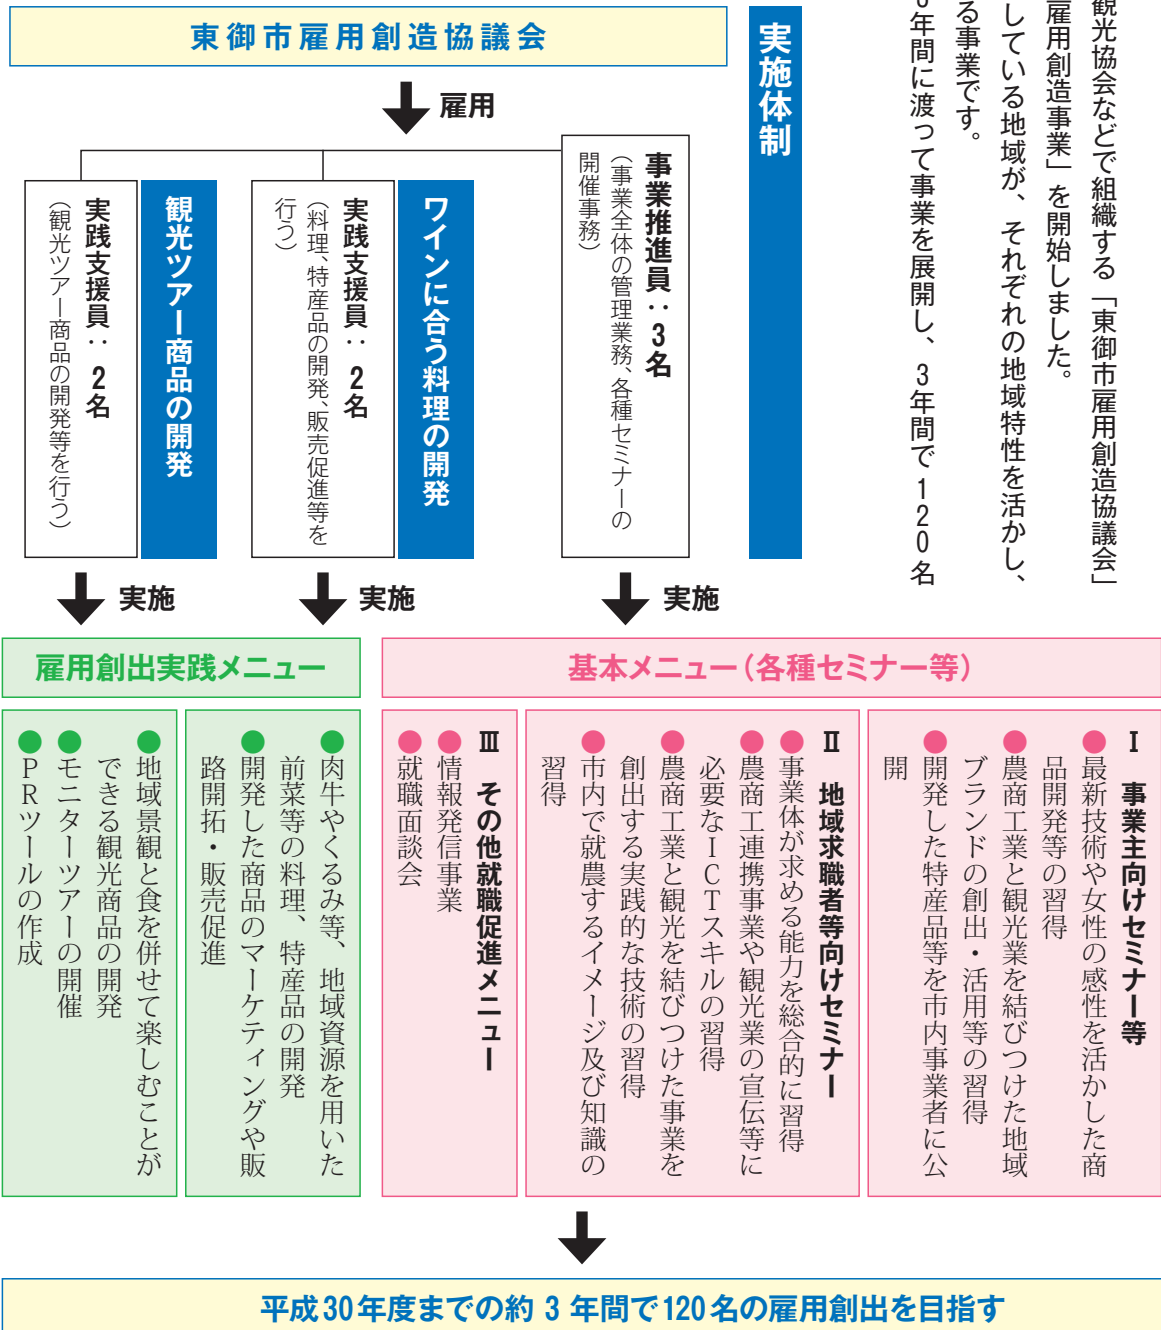 観光協会などで組織する「東御市雇用創造協議会」
雇用創造事業」を開始しました。
している地域が、それぞれの地域特性を活かし、
る事業です。
年間に渡って事業を展開し、3年間で120名
実施体制
東御市雇用創造協議会
雇用
事業推進員：3名
（事業全体の管理業務、各種セミナーの
開催事務）
ワインに合う料理の開発
実践支援員：2名
（料理、特産品の開発、販売促進等を
行う）
観光ツアー商品の開発
実践支援員：2名
（観光ツアー商品の開発等を行う）
実施
実施
実施
基本メニュー（各種セミナー等）
Ⅰ 事業主向けセミナー等
●最新技術や女性の感性を活かした商
品開発等の習得
●農商工業と観光業を結びつけた地域
ブランドの創出・活用等の習得
●開発した特産品等を市内事業者に公
開
Ⅱ 地域求職者等向けセミナー
●事業体が求める能力を総合的に習得
●農商工連携事業や観光業の宣伝等に
必要なICTスキルの習得
●農商工業と観光を結びつけた事業を
創出する実践的な技術の習得
●市内で就農するイメージ及び知識の
習得
Ⅲ その他就職促進メニュー
●情報発信事業
●就職面談会
雇用創出実践メニュー
●肉牛やくるみ等、地域資源を用いた
前菜等の料理、特産品の開発
●開発した商品のマーケティングや販
路開拓・販売促進
●地域景観と食を併せて楽しむことが
できる観光商品の開発
●モニターツアーの開催
●PRツールの作成
平成30年度までの約3年間で120名の雇用創出を目指す